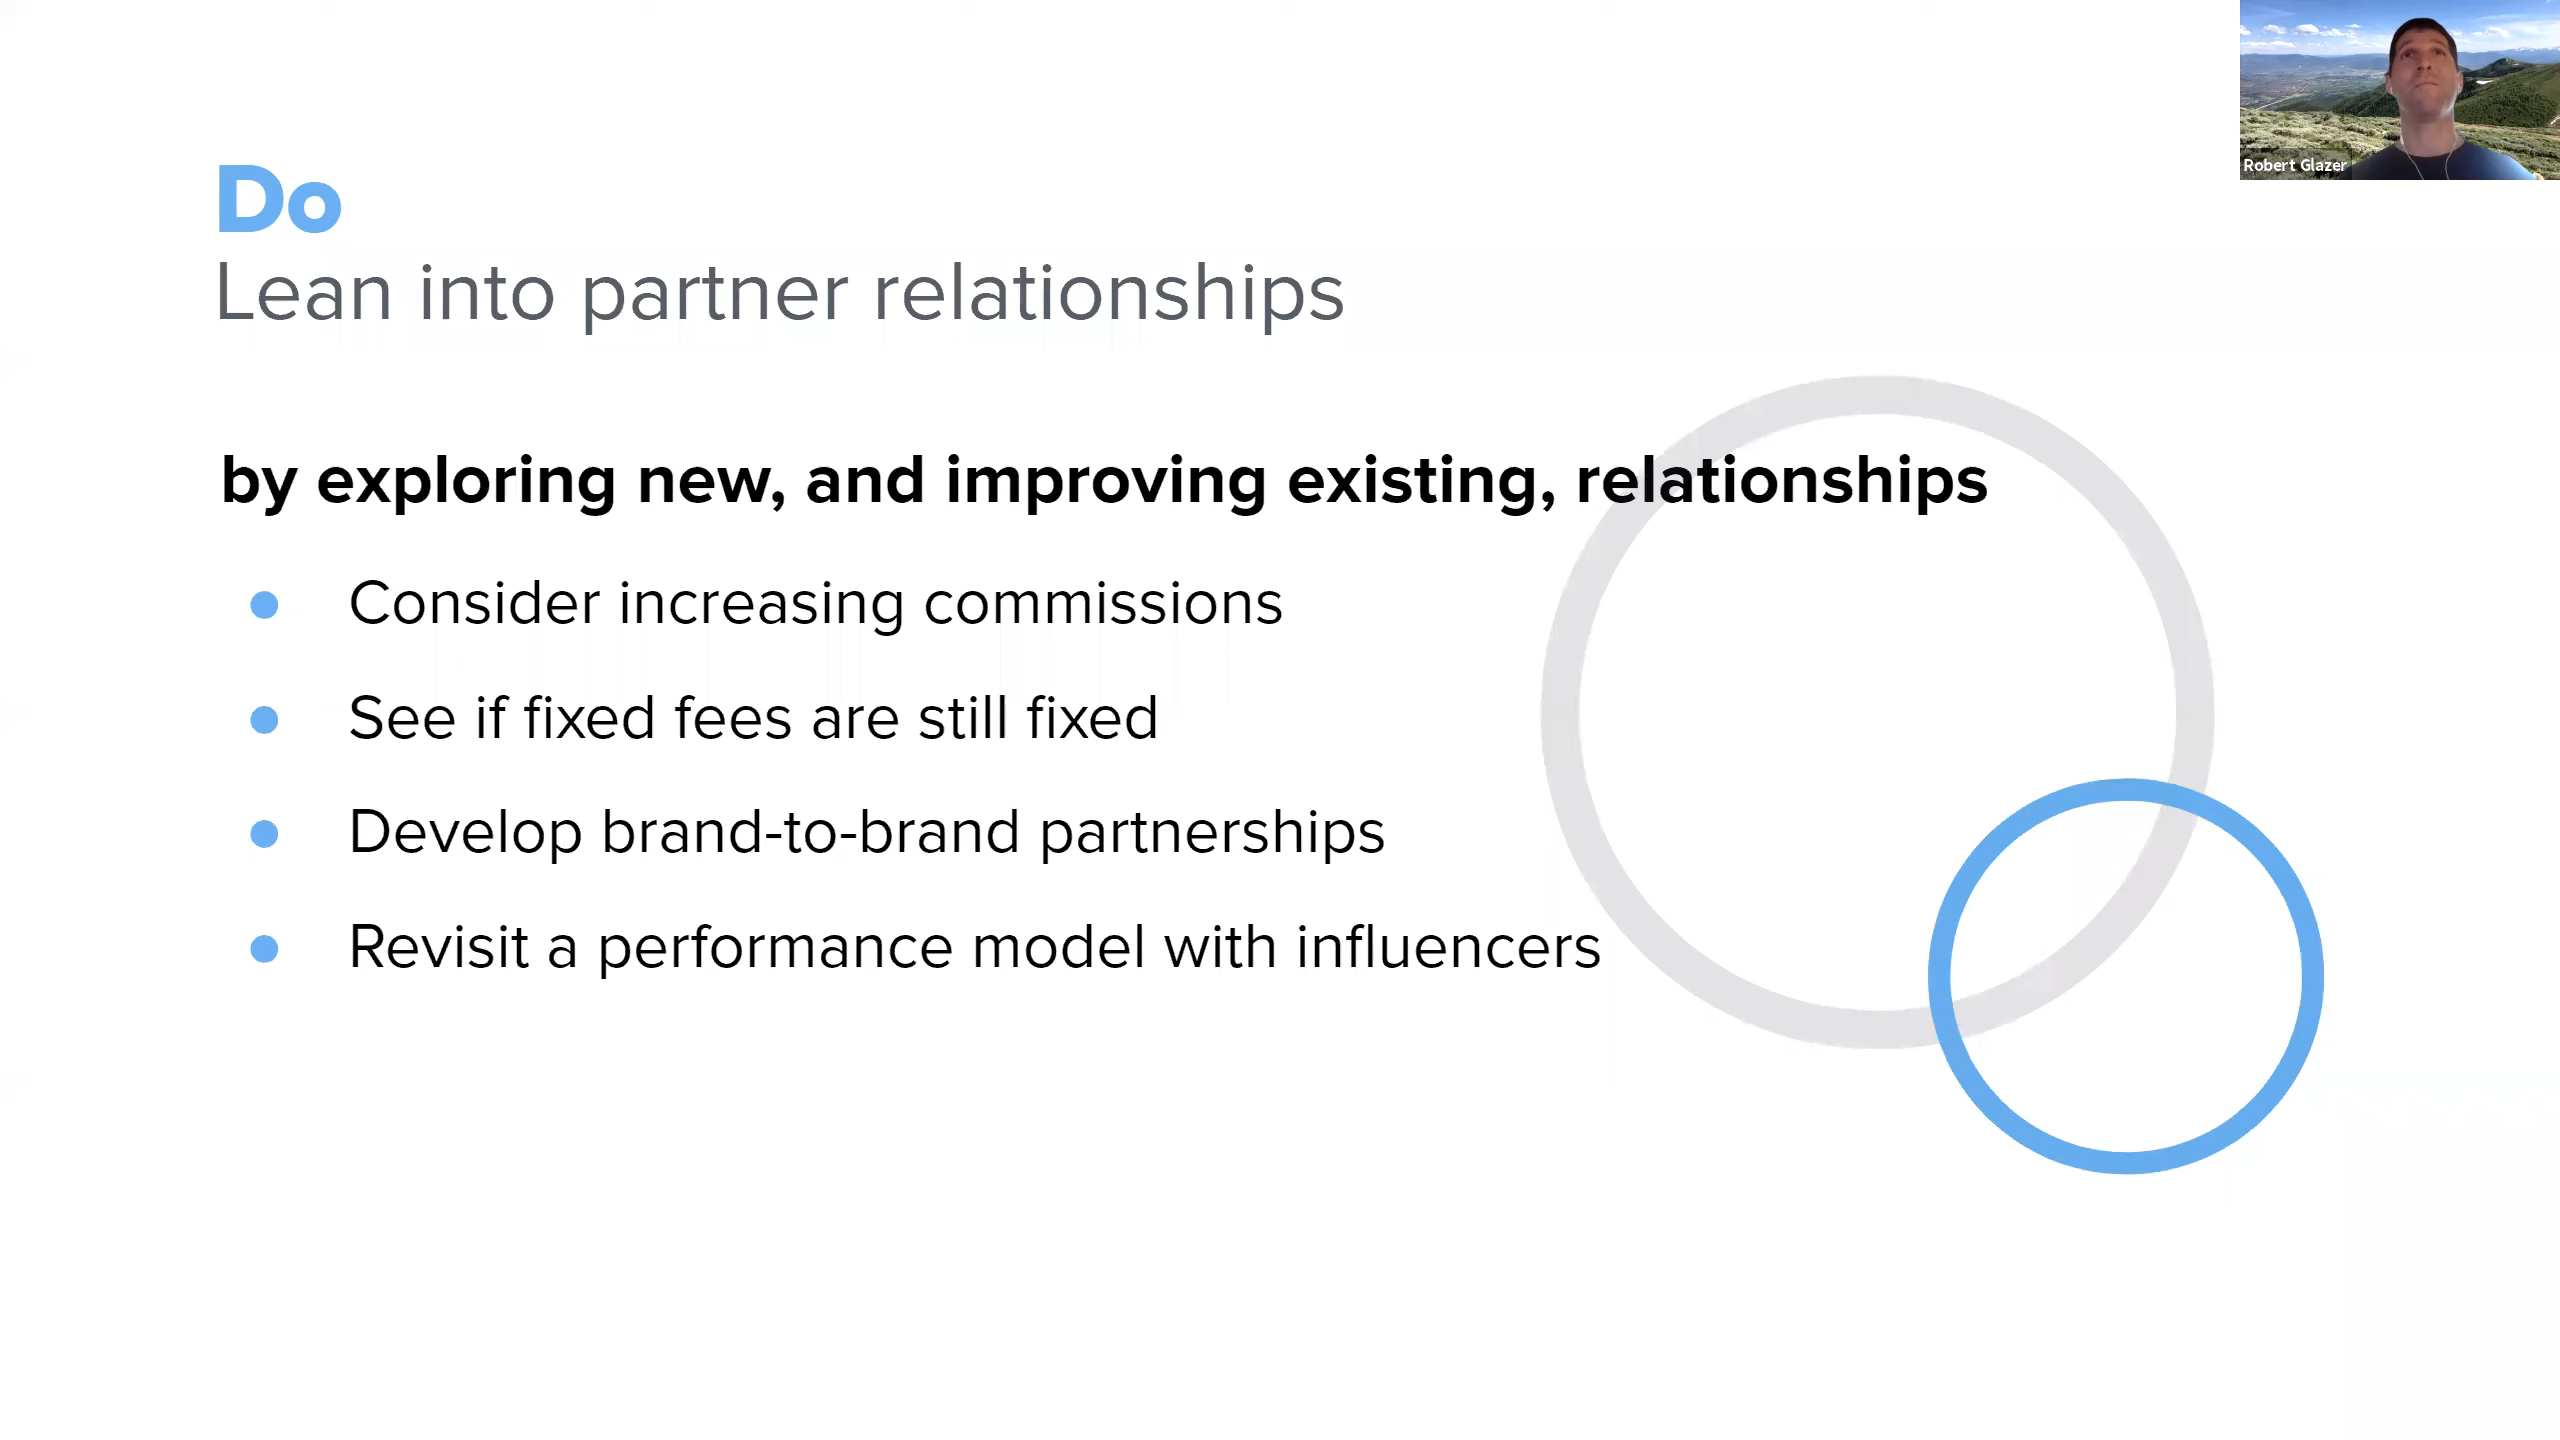 Do
Lean into partner relationships
by exploring new, and improving existing, relationships
Consider increasing commissions
See if fixed fees are still fixed
Develop brand-to-brand partnerships
Revisit a performance model with influencers
Robert Glazer